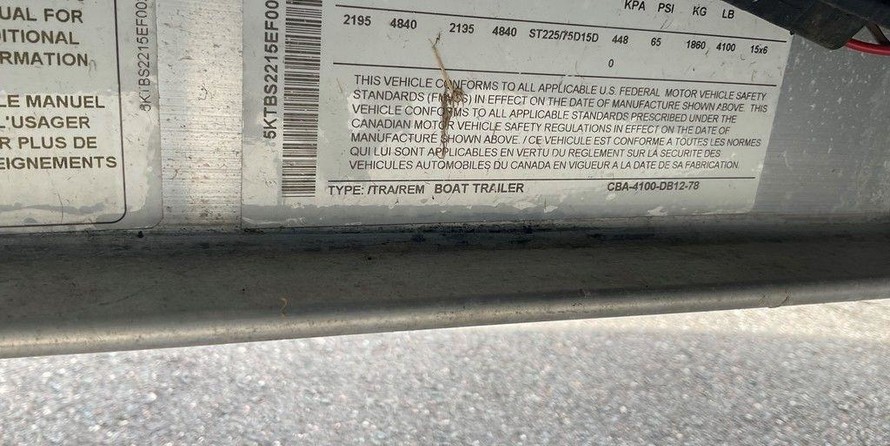 UAL FOR
DITIONAL
RMATION
LE MANUEL
L'USAGER
R PLUS DE
EIGNEMENTS
5KTBS2215EF00
5KTBS2215EF00
KPA PSI KG LB
2195 4840 2195 4840 ST225/75D15D 448 65 1860 4100 15x6
0
THIS VEHICLE CONFORMS TO ALL APPLICABLE U.S. FEDERAL MOTOR VEHICLE SAFETY
STANDARDS (FMVSS) IN EFFECT ON THE DATE OF MANUFACTURE SHOWN ABOVE. THIS
VEHICLE CONFORMS TO ALL APPLICABLE STANDARDS PRESCRIBED UNDER THE
CANADIAN MOTOR VEHICLE SAFETY REGULATIONS IN EFFECT ON THE DATE OF
MANUFACTURE SHOWN ABOVE. / CE VEHICULE EST CONFORME A TOUTES LES NORMES
QUI LUI SONT APPLICABLES EN VERTU DU REGLEMENT SUR LA SECURITE DES
VEHICULES AUTOMOBILES DU CANADA EN VIGUEUR A LA DATE DE SA FABRICATION.
TYPE: /TRA/REM BOAT TRAILER CBA-4100-DB12-78